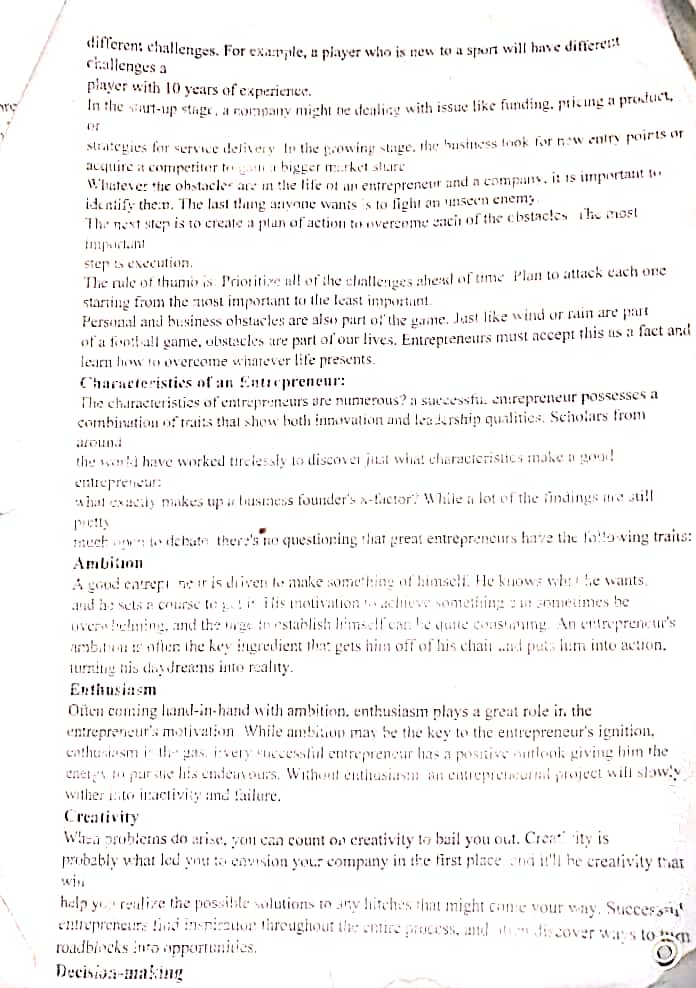 different challenges. For example, a player who is new to a sport will have different
challenges a
player with 10 years of experience.
In the start-up stage, a company might be dealing with issue like funding, pricing a product,
or
strategies for service delivery. In the growing stage, the business look for new entry points or
acquire a competitor to gain a bigger market share
Whatever the obstacles are in the life of an entrepreneur and a company, it is important to
identify them. The last thing anyone wants is to fight an unseen enemy.
The next step is to create a plan of action to overcome each of the obstacles. The most
important
step is execution.
The rule of thumb is: Prioritize all of the challenges ahead of time. Plan to attack each one
starting from the most important to the least important.
Personal and business obstacles are also part of the game. Just like wind or rain are part
of a football game, obstacles are part of our lives. Entrepreneurs must accept this as a fact and
learn how to overcome whatever life presents.
Characteristics of an Entrepreneur:
The characteristics of entrepreneurs are numerous? a successful entrepreneur possesses a
combination of traits that show both innovation and leadership qualities. Scholars from
around
the world have worked tirelessly to discover just what characteristics make a good
entrepreneur:
what exactly makes up a business founder's x-factor? While a lot of the findings are still
pretty
much open to debate, there's no questioning that great entrepreneurs have the following traits:
Ambition
A good entrepreneur is driven to make something of himself. He knows what he wants,
and he sets a course to get it. His motivation to achieve something can sometimes be
overwhelming, and the urge to establish himself can be quite consuming. An entrepreneur's
ambition is often the key ingredient that gets him off of his chair and puts him into action,
turning his daydreams into reality.
Enthusiasm
Often coming hand-in-hand with ambition, enthusiasm plays a great role in the
entrepreneur's motivation. While ambition may be the key to the entrepreneur's ignition,
enthusiasm is the gas. Every successful entrepreneur has a positive outlook giving him the
energy to pursue his endeavours. Without enthusiasm an entrepreneurial project will slowly
wither into inactivity and failure.
Creativity
When problems do arise, you can count on creativity to bail you out. Creativity is
probably what led you to envision your company in the first place and it'll be creativity that
will
help you realize the possible solutions to any hitches that might come your way. Successful
entrepreneurs find inspiration throughout the entire process, and often discover ways to turn
roadblocks into opportunities.
Decision-making